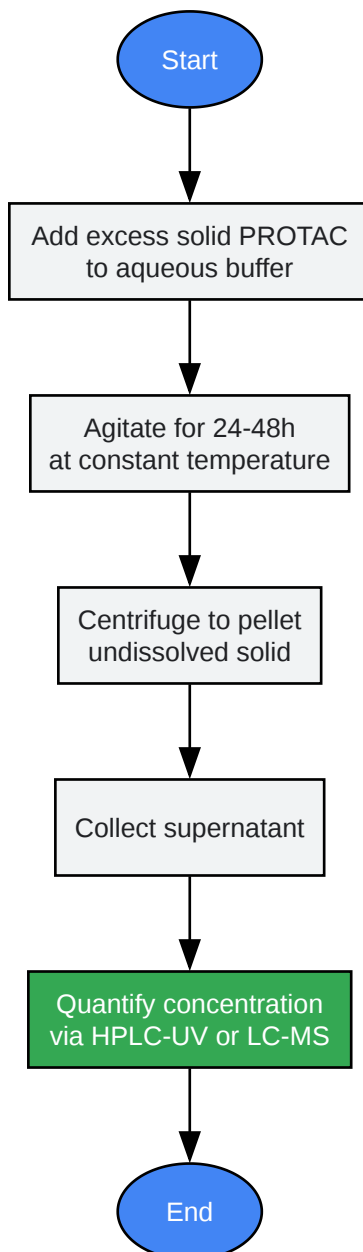 Start
Add excess solid PROTAC
to aqueous buffer
Agitate for 24-48h
at constant temperature
Centrifuge to pellet
undissolved solid
Collect supernatant
Quantify concentration
via HPLC-UV or LC-MS
End